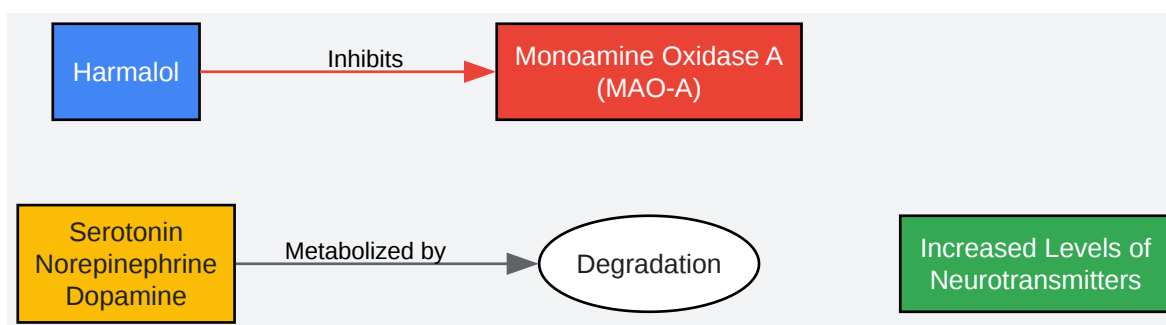 Harmalol
Inhibits
Monoamine Oxidase A
(MAO-A)
Serotonin
Norepinephrine
Dopamine
Metabolized by
Degradation
Increased Levels of
Neurotransmitters